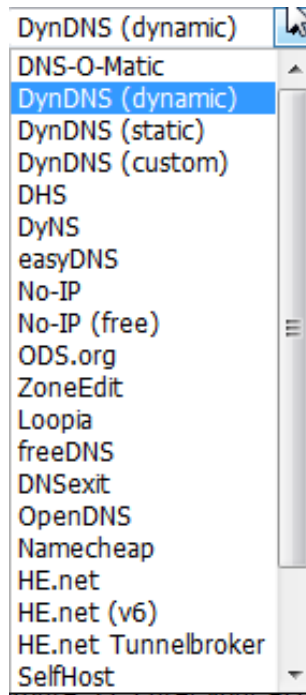 DynDNS (dynamic)
DNS-O-Matic
DynDNS (dynamic)
DynDNS (static)
DynDNS (custom)
DHS
DyNS
easyDNS
No-IP
No-IP (free)
ODS.org
ZoneEdit
Loopia
freeDNS
DNSexit
OpenDNS
Namecheap
HE.net
HE.net (v6)
HE.net Tunnelbroker
SelfHost